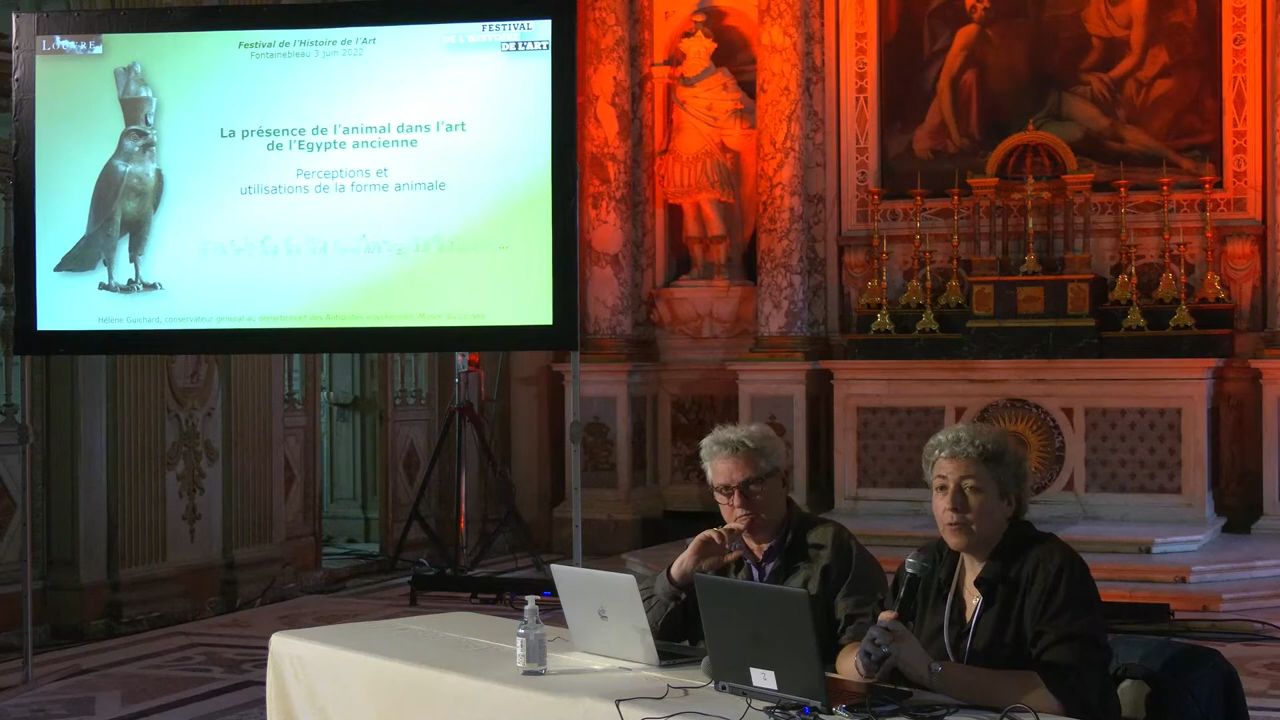 LOUVRE
Festival de l'Histoire de l'Art
Fontainebleau 3 juin 2022
FESTIVAL
DE L'HISTOIRE
DE L'ART
La présence de l'animal dans l'art
de l'Egypte ancienne
Perceptions et
utilisations de la forme animale
Hélène Guichard, conservateur général au département des Antiquités égyptiennes, Musée du Louvre